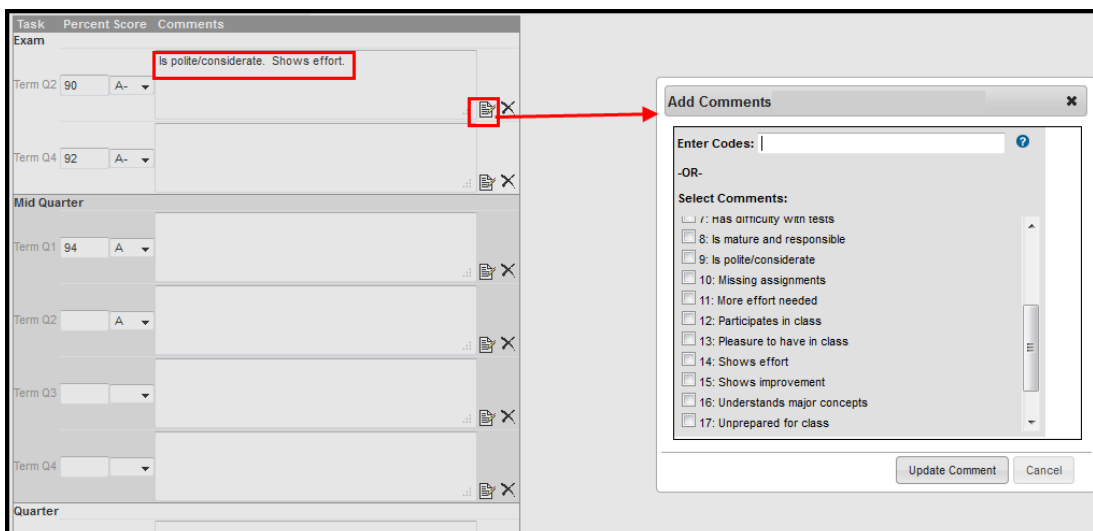 Task Percent Score Comments
Exam
Is polite/considerate. Shows effort.
Term Q2 90 A-
Term Q4 92 A-
Mid Quarter
Term Q1 94 A
Term Q2 A
Term Q3
Term Q4
Quarter
Add Comments
Enter Codes:
-OR-
Select Comments:
7: Has difficulty with tests
8: Is mature and responsible
9: Is polite/considerate
10: Missing assignments
11: More effort needed
12: Participates in class
13: Pleasure to have in class
14: Shows effort
15: Shows improvement
16: Understands major concepts
17: Unprepared for class
Update Comment Cancel